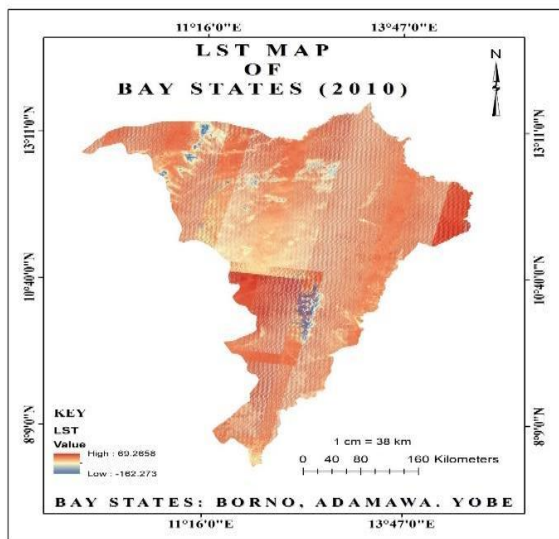 11°16'0"E 13°47'0"E
LST MAP
OF
BAY STATES (2010)
N
13°11'0"N 13°11'0"N
10°40'0"N 10°40'0"N
8°9'0"N 8°9'0"N
KEY
LST
Value
High : 69.2658
Low : -162.273
1 cm = 38 km
0 40 80 160 Kilometers
BAY STATES: BORNO, ADAMAWA. YOBE
11°16'0"E 13°47'0"E